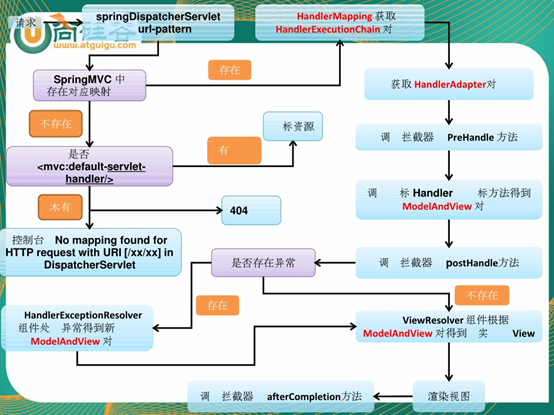 请求
springDispatcherServlet
url-pattern
HandlerMapping 获取
HandlerExecutionChain 对
尚硅谷
www.atguigu.com
SpringMVC 中
存在对应映射
存在
获取 HandlerAdapter对
不存在
标资源
调 拦截器 PreHandle 方法
是否
<mvc:default-servlet-
handler/>
有
木有
404
调 标 Handler 标方法得到
ModelAndView 对
控制台 No mapping found for
HTTP request with URI [/xx/xx] in
DispatcherServlet
是否存在异常
调 拦截器 postHandle方法
存在
不存在
HandlerExceptionResolver
组件处 异常得到新
ModelAndView 对
ViewResolver 组件根据
ModelAndView 对得到 实 View
调 拦截器 afterCompletion方法
渲染视图